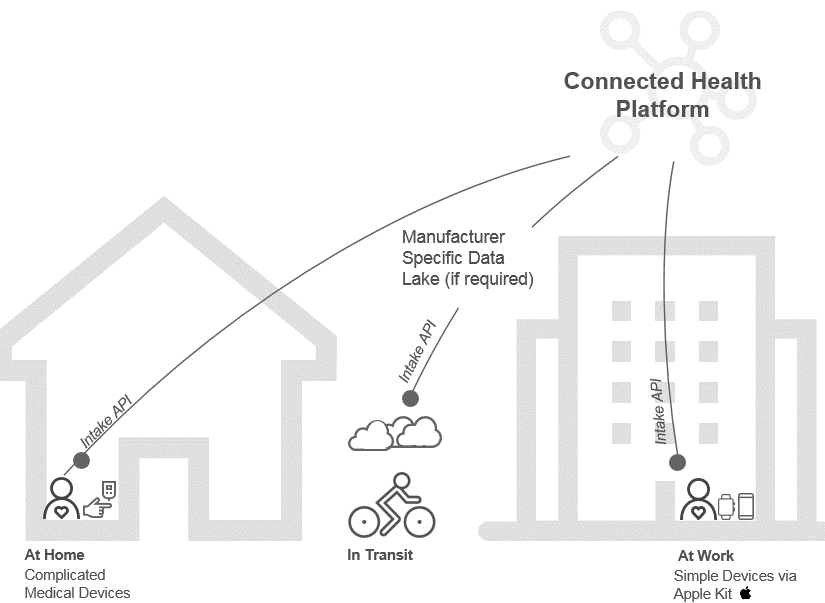 Connected Health
Platform
Manufacturer
Specific Data
Lake (if required)
Intake API
Intake API
Intake API
At Home
Complicated
Medical Devices
In Transit
At Work
Simple Devices via
Apple Kit